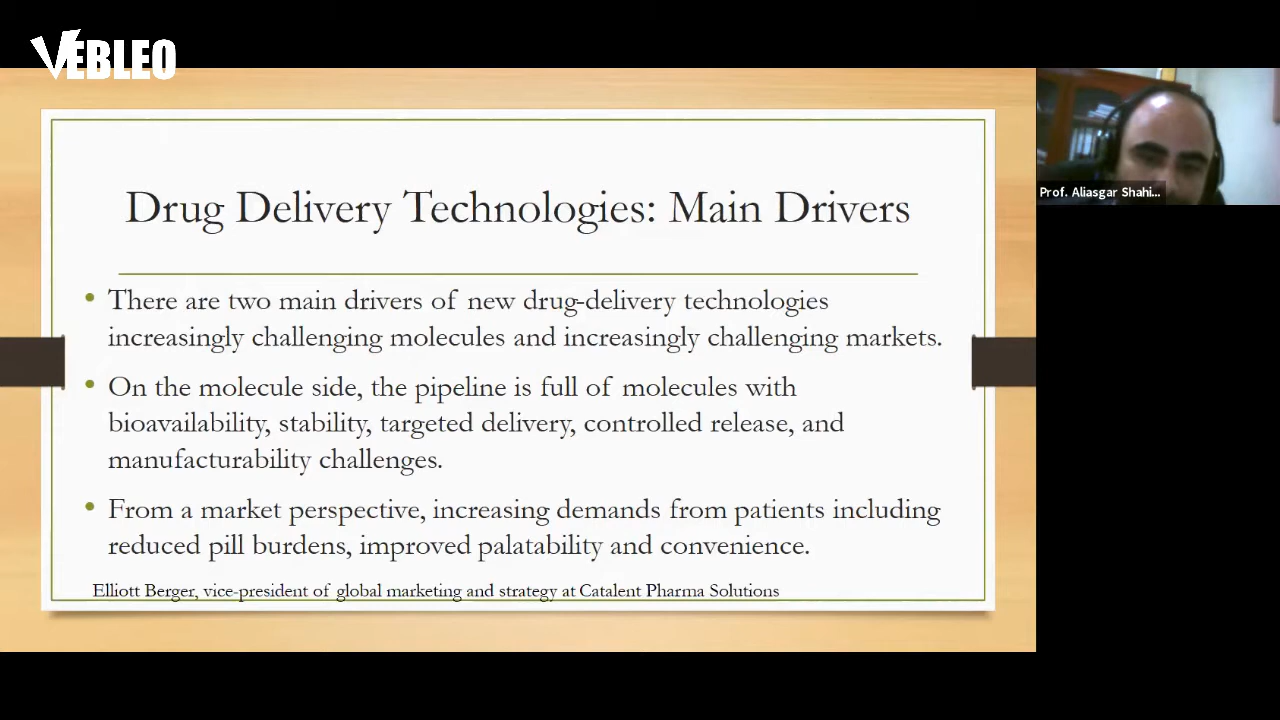 VEBLEO
Drug Delivery Technologies: Main Drivers
• There are two main drivers of new drug-delivery technologies
increasingly challenging molecules and increasingly challenging markets.
• On the molecule side, the pipeline is full of molecules with
bioavailability, stability, targeted delivery, controlled release, and
manufacturability challenges.
• From a market perspective, increasing demands from patients including
reduced pill burdens, improved palatability and convenience.
Elliott Berger, vice-president of global marketing and strategy at Catalent Pharma Solutions
Prof. Aliasgar Shahi...